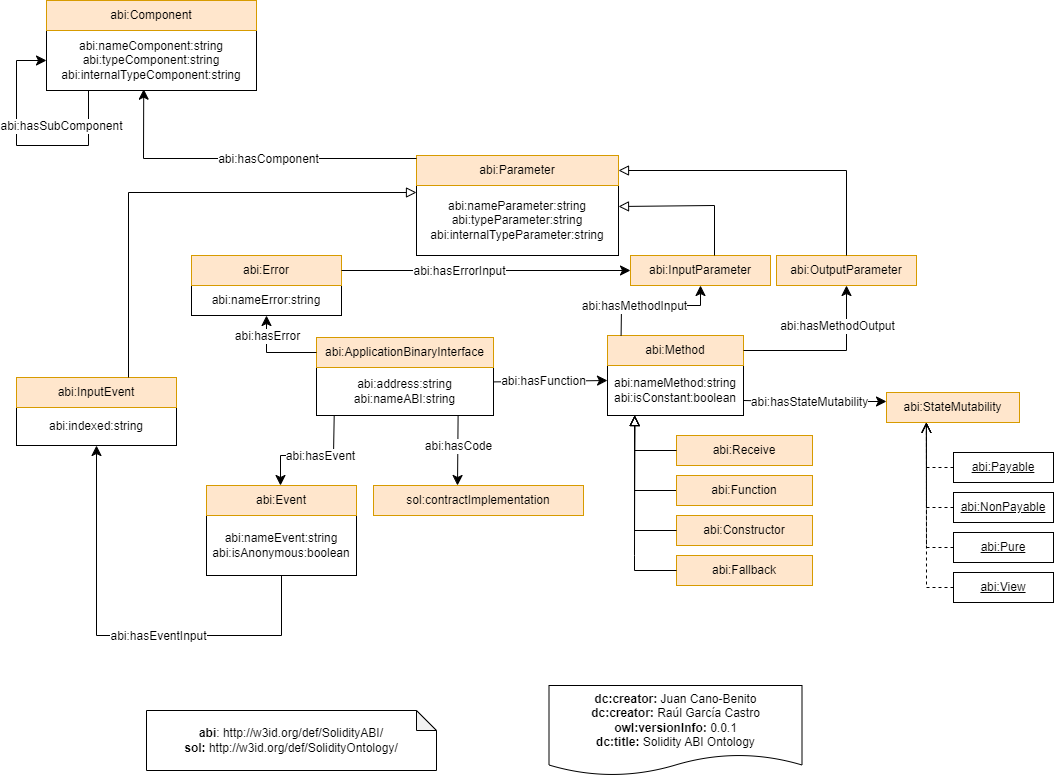 abi:Component
abi:nameComponent:string
abi:typeComponent:string
abi:internalTypeComponent:string
abi:hasSubComponent
abi:hasComponent
abi:Parameter
abi:nameParameter:string
abi:typeParameter:string
abi:internalTypeParameter:string
abi:Error
abi:nameError:string
abi:hasErrorInput
abi:InputParameter
abi:OutputParameter
abi:hasMethodInput
abi:hasMethodOutput
abi:hasError
abi:ApplicationBinaryInterface
abi:address:string
abi:nameABI:string
abi:hasFunction
abi:Method
abi:nameMethod:string
abi:isConstant:boolean
abi:hasStateMutability
abi:StateMutability
abi:InputEvent
abi:indexed:string
abi:hasEvent
abi:hasCode
abi:Receive
abi:Function
abi:Constructor
abi:Fallback
abi:Payable
abi:NonPayable
abi:Pure
abi:View
abi:Event
abi:nameEvent:string
abi:isAnonymous:boolean
sol:contractImplementation
abi:hasEventInput
abi: http://w3id.org/def/SolidityABI/
sol: http://w3id.org/def/SolidityOntology/
dc:creator: Juan Cano-Benito
dc:creator: Raúl García Castro
owl:versionInfo: 0.0.1
dc:title: Solidity ABI Ontology